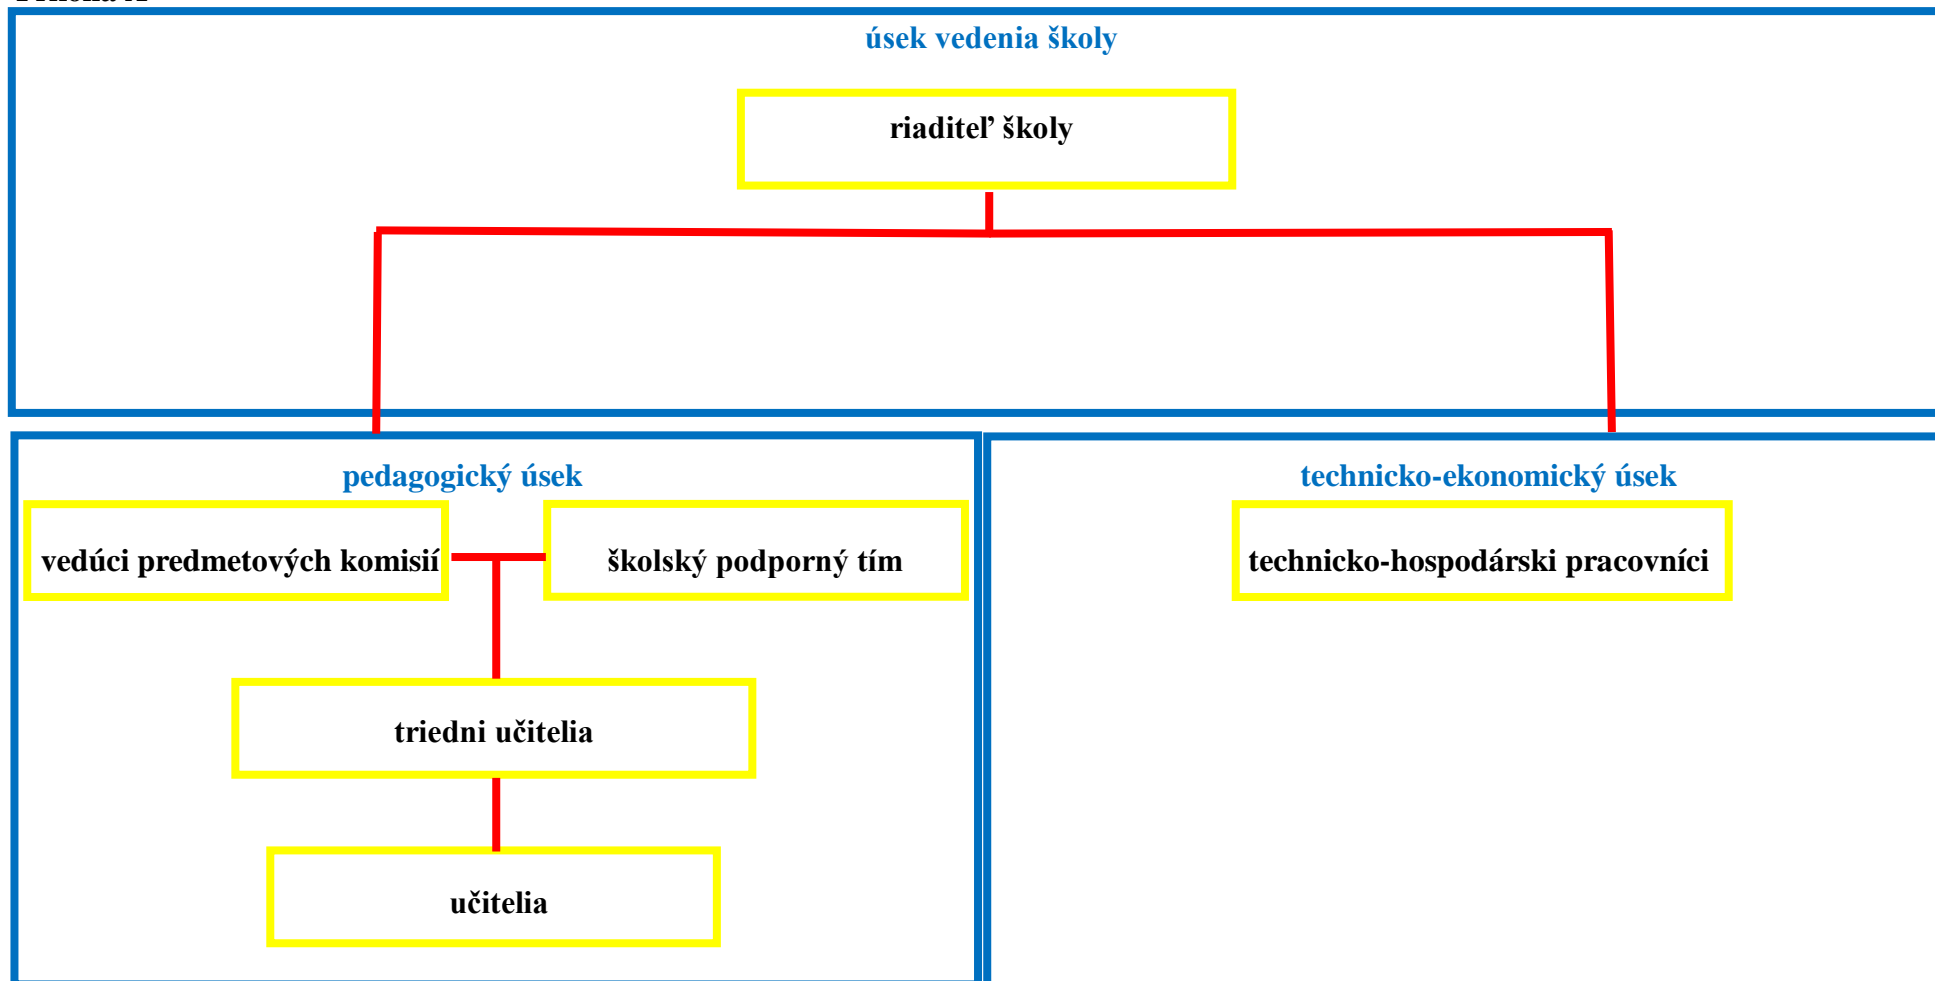 úsek vedenia školy
riaditeľ školy
pedagogický úsek
technicko-ekonomický úsek
vedúci predmetových komisií
školský podporný tím
technicko-hospodárski pracovníci
triedni učitelia
učitelia